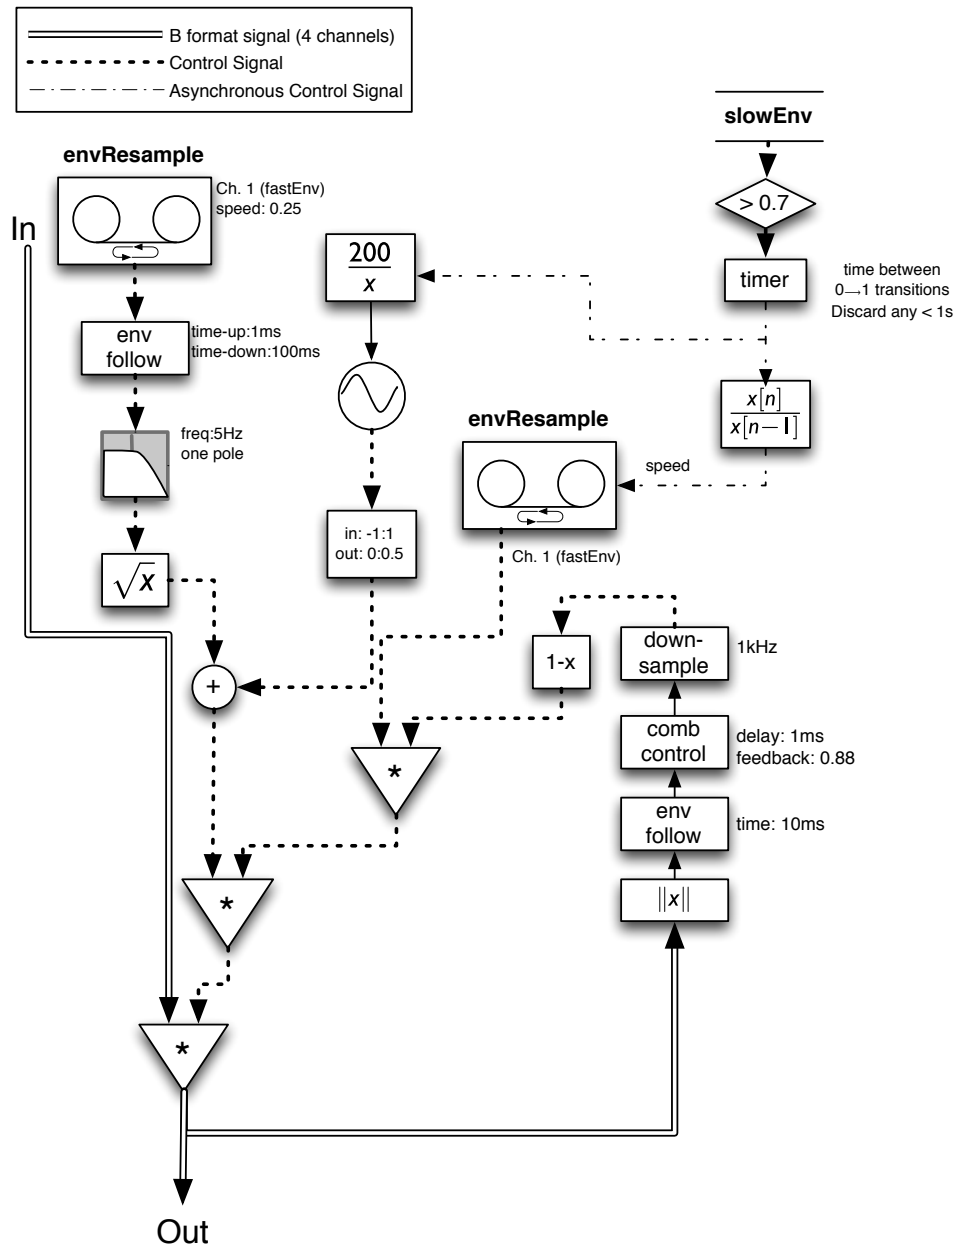 B format signal (4 channels)
Control Signal
Asynchronous Control Signal
slowEnv
envResample
Ch. 1 (fastEnv)
speed: 0.25
In
> 0.7
200
x
timer
time between
0→1 transitions
Discard any < 1s
env
follow
time-up:1ms
time-down:100ms
x[n]
x[n−1]
envResample
freq:5Hz
one pole
speed
in: -1:1
out: 0:0.5
Ch. 1 (fastEnv)
√x
down-
sample
1kHz
1-x
+
comb
control
delay: 1ms
feedback: 0.88
*
env
follow
time: 10ms
*
||x||
*
Out